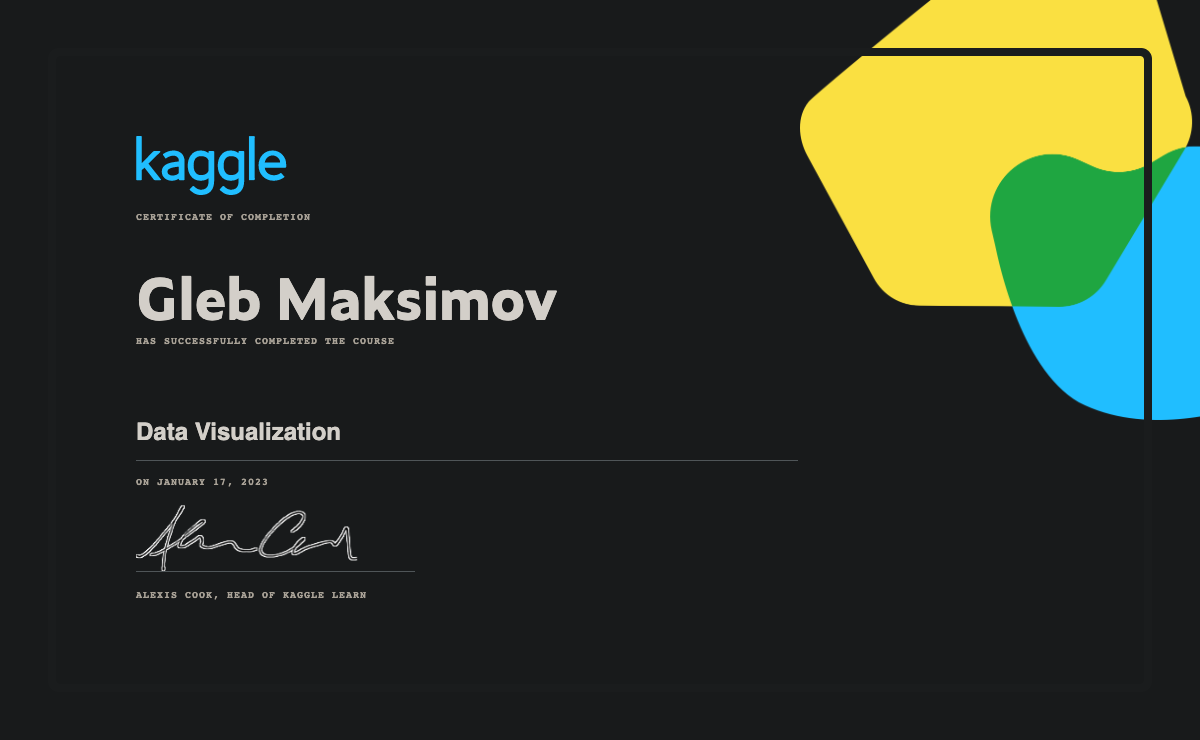 kaggle
CERTIFICATE OF COMPLETION
Gleb Maksimov
HAS SUCCESSFULLY COMPLETED THE COURSE
Data Visualization
ON JANUARY 17, 2023
ALEXIS COOK, HEAD OF KAGGLE LEARN